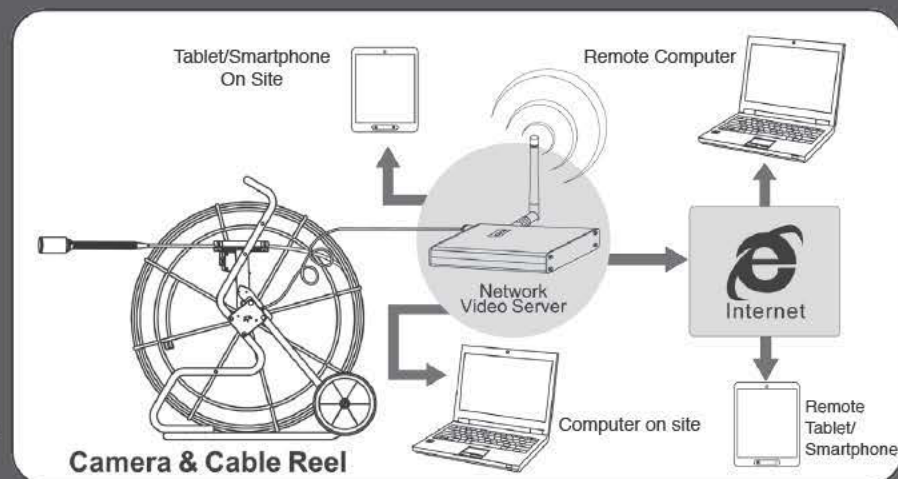 Tablet/Smartphone
On Site
Remote Computer
Network
Video Server
Internet
Computer on site
Remote
Tablet/
Smartphone
Camera & Cable Reel